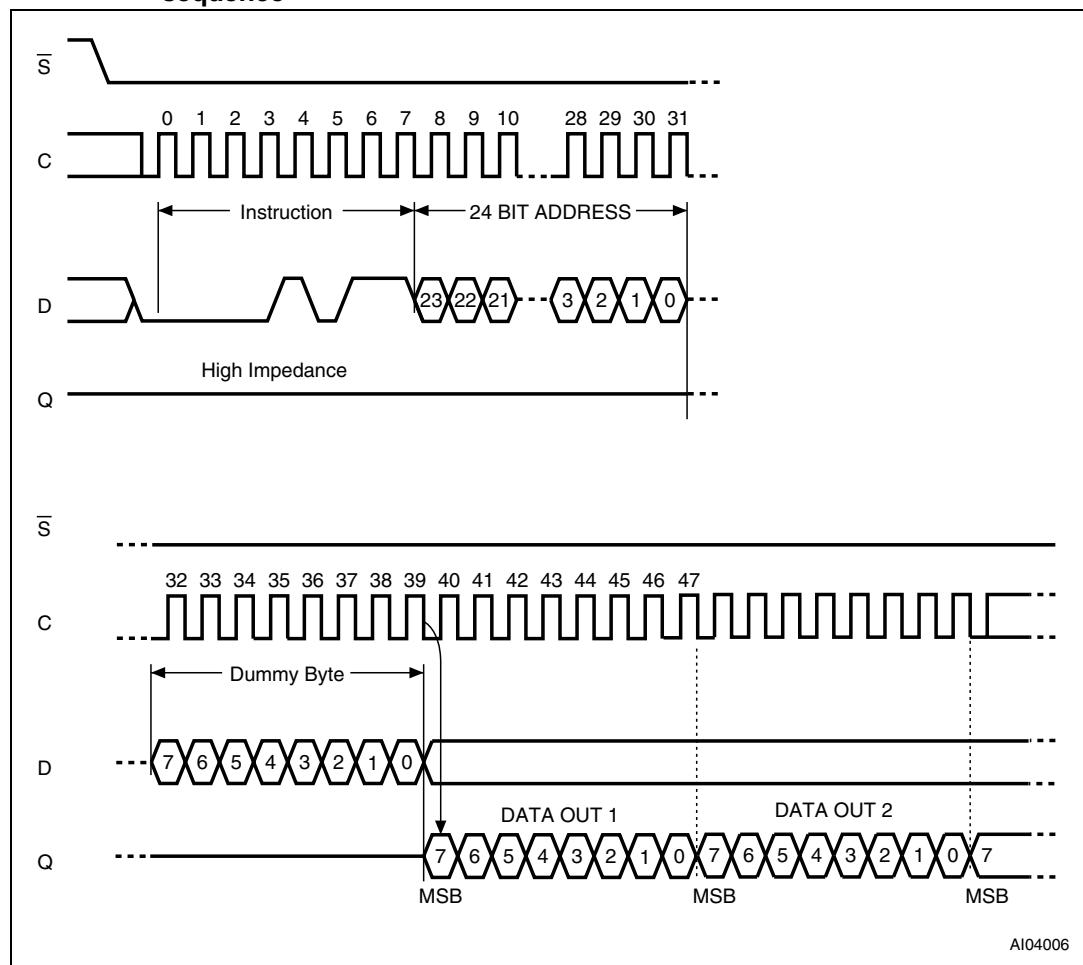 sequence
S
0 1 2 3 4 5 6 7 8 9 10 28 29 30 31
C
Instruction 24 BIT ADDRESS
D
23 22 21 3 2 1 0
High Impedance
Q
S
32 33 34 35 36 37 38 39 40 41 42 43 44 45 46 47
C
Dummy Byte
D
7 6 5 4 3 2 1 0
DATA OUT 1 DATA OUT 2
Q
7 6 5 4 3 2 1 0 7 6 5 4 3 2 1 0 7
MSB MSB MSB
AI04006